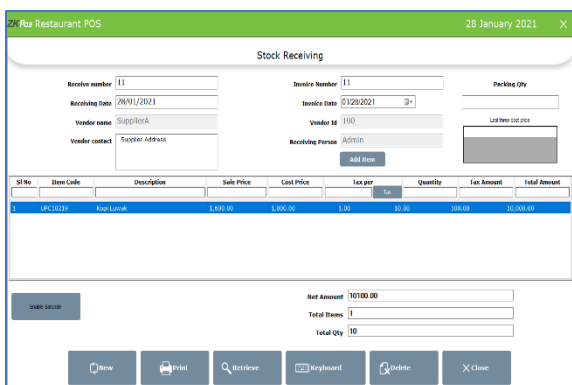 ZKPos Restaurant POS 28 January 2021 X
Stock Receiving
Receive number 11 Invoice Number 11 Packing Qty
Receiving Date 28/01/2021 Invoice Date 01/28/2021
Vendor name SupplierA Vendor Id 100 Last three cost price
Vendor contact Supplier Address Receiving Person Admin
Add Item
Sl No Item Code Description Sale Price Cost Price Tax per Quantity Tax Amount Total Amount
Tax
1 UPC10219 Kopi Luwak 1,600.00 1,000.00 1.00 10.00 100.00 10,000.00
Enable Barcode
Net Amount 10100.00
Total Items 1
Total Qty 10
New Print Retrieve Keyboard Delete Close